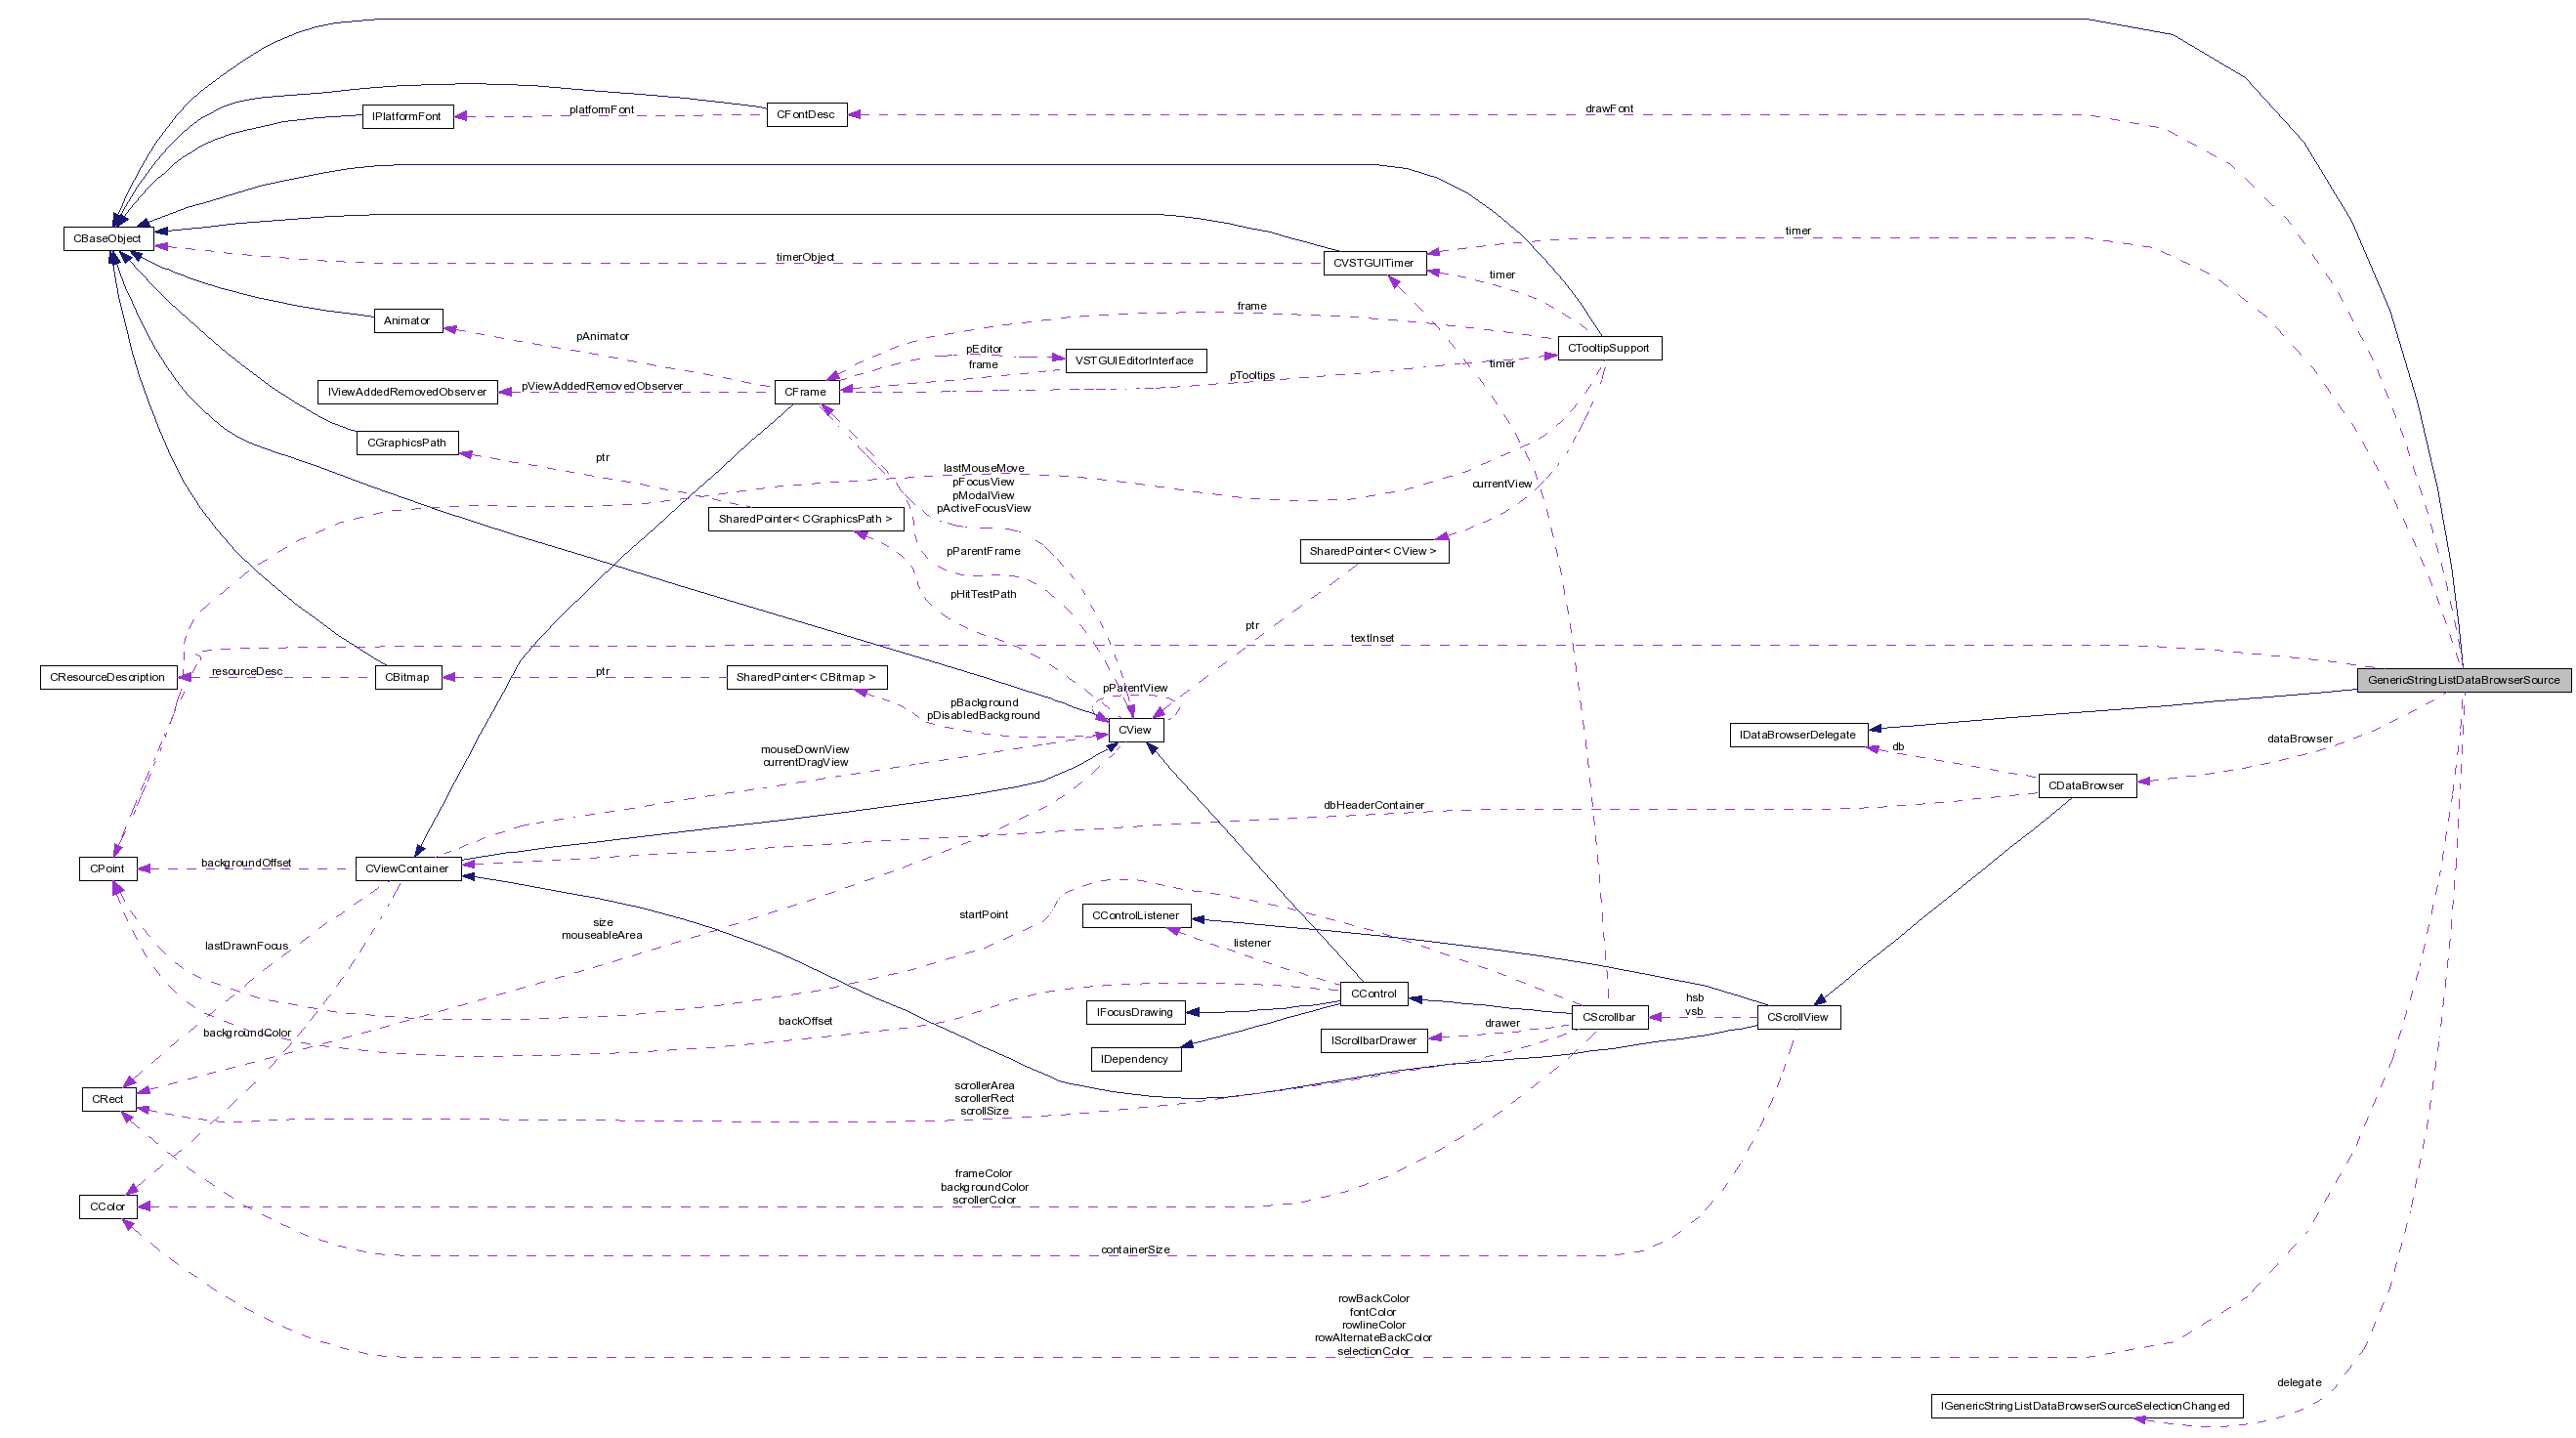 drawFont
platformFont
IPlatformFont
CFontDesc
timer
CBaseObject
timerObject
CVSTGUITimer
timer
frame
Animator
pAnimator
pEditor
VSTGUIEditorInterface
CTooltipSupport
frame
timer
pTooltips
IViewAddedRemovedObserver
pViewAddedRemovedObserver
CFrame
CGraphicsPath
ptr
lastMouseMove
pFocusView
pModalView
pActiveFocusView
currentView
SharedPointer< CGraphicsPath >
pParentFrame
SharedPointer< CView >
pHitTestPath
ptr
textInset
CResourceDescription
resourceDesc
CBitmap
ptr
SharedPointer< CBitmap >
pParentView
GenericStringListDataBrowserSource
pBackground
pDisabledBackground
CView
IDataBrowserDelegate
dataBrowser
db
mouseDownView
currentDragView
CDataBrowser
dbHeaderContainer
CPoint
backgroundOffset
CViewContainer
startPoint
CControlListener
size
mouseableArea
lastDrawnFocus
listener
CControl
hsb
vsb
IFocusDrawing
backOffset
drawer
CScrollbar
CScrollView
backgroundColor
IScrollbarDrawer
IDependency
CRect
scrollerArea
scrollerRect
scrollSize
frameColor
backgroundColor
scrollerColor
CColor
containerSize
rowBackColor
fontColor
rowlineColor
rowAlternateBackColor
selectionColor
delegate
IGenericStringListDataBrowserSourceSelectionChanged